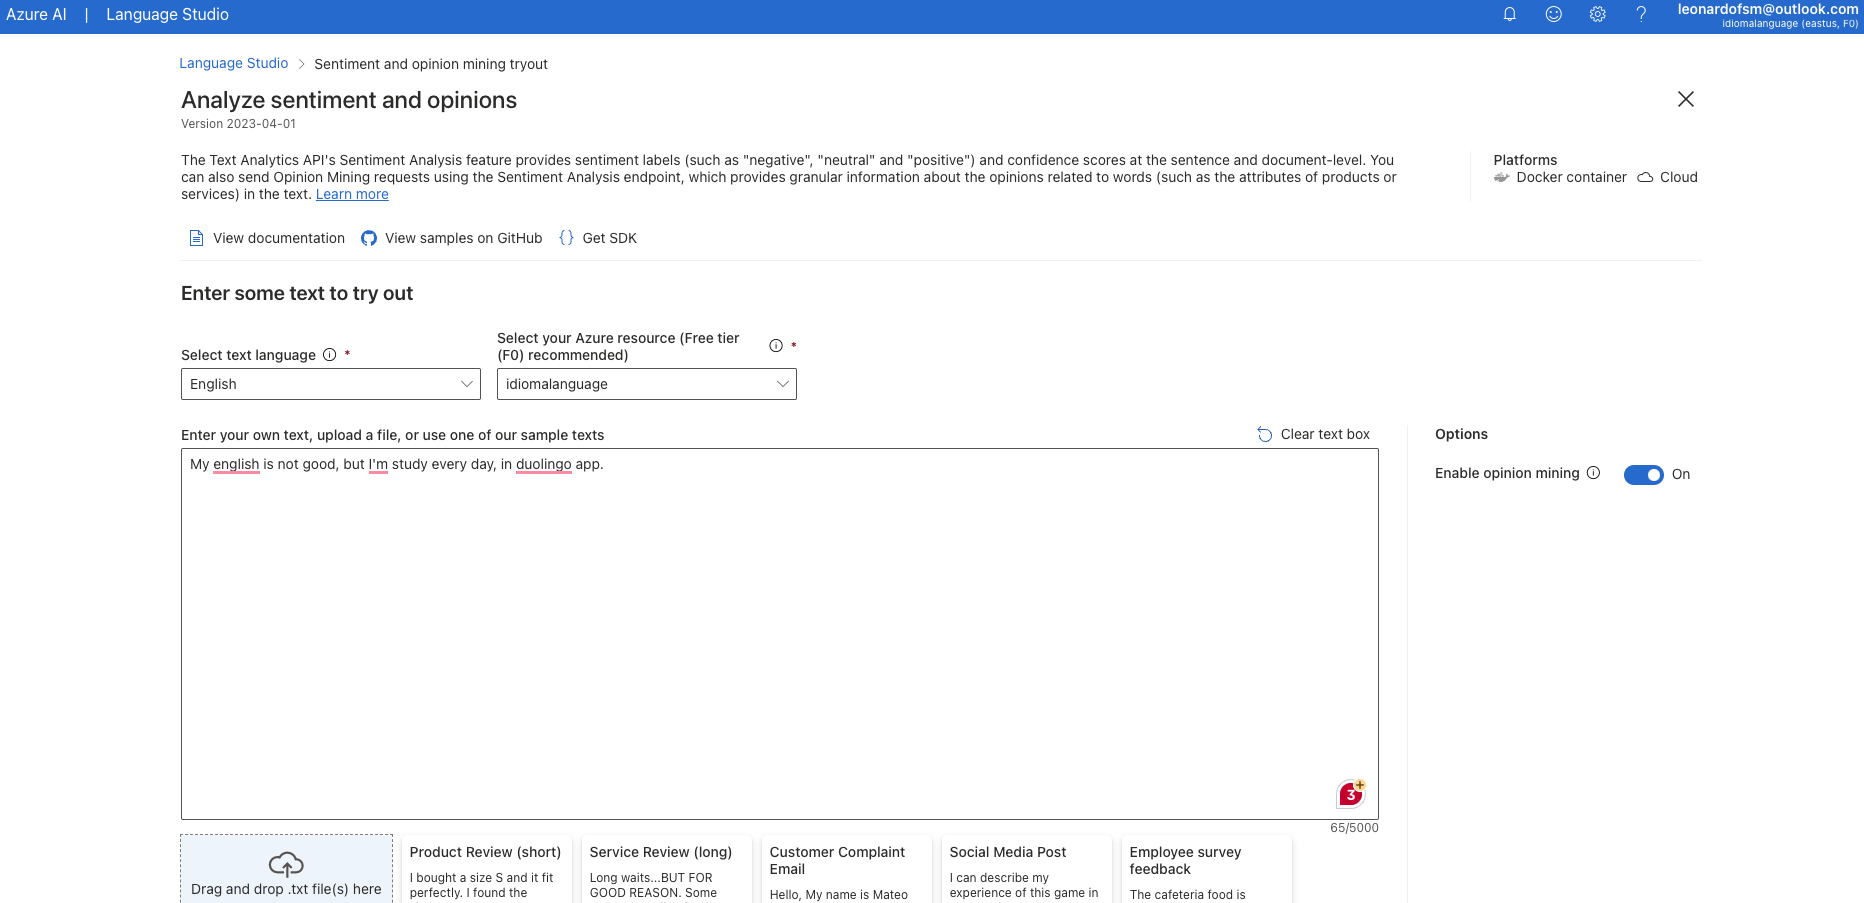 Azure AI | Language Studio
leonardofsm@outlook.com
idiomalanguage (eastus, F0)
Language Studio > Sentiment and opinion mining tryout
Analyze sentiment and opinions
Version 2023-04-01
The Text Analytics API's Sentiment Analysis feature provides sentiment labels (such as "negative", "neutral" and "positive") and confidence scores at the sentence and document-level. You
can also send Opinion Mining requests using the Sentiment Analysis endpoint, which provides granular information about the opinions related to words (such as the attributes of products or
services) in the text. Learn more
Platforms
Docker container Cloud
View documentation View samples on GitHub {} Get SDK
Enter some text to try out
Select text language *
English
Select your Azure resource (Free tier
(F0) recommended) *
idiomalanguage
Enter your own text, upload a file, or use one of our sample texts
Clear text box
My english is not good, but I'm study every day, in duolingo app.
3
65/5000
Options
Enable opinion mining On
Drag and drop .txt file(s) here
Product Review (short)
I bought a size S and it fit
perfectly. I found the
Service Review (long)
Long waits...BUT FOR
GOOD REASON. Some
Customer Complaint
Email
Hello, My name is Mateo
Social Media Post
I can describe my
experience of this game in
Employee survey
feedback
The cafeteria food is